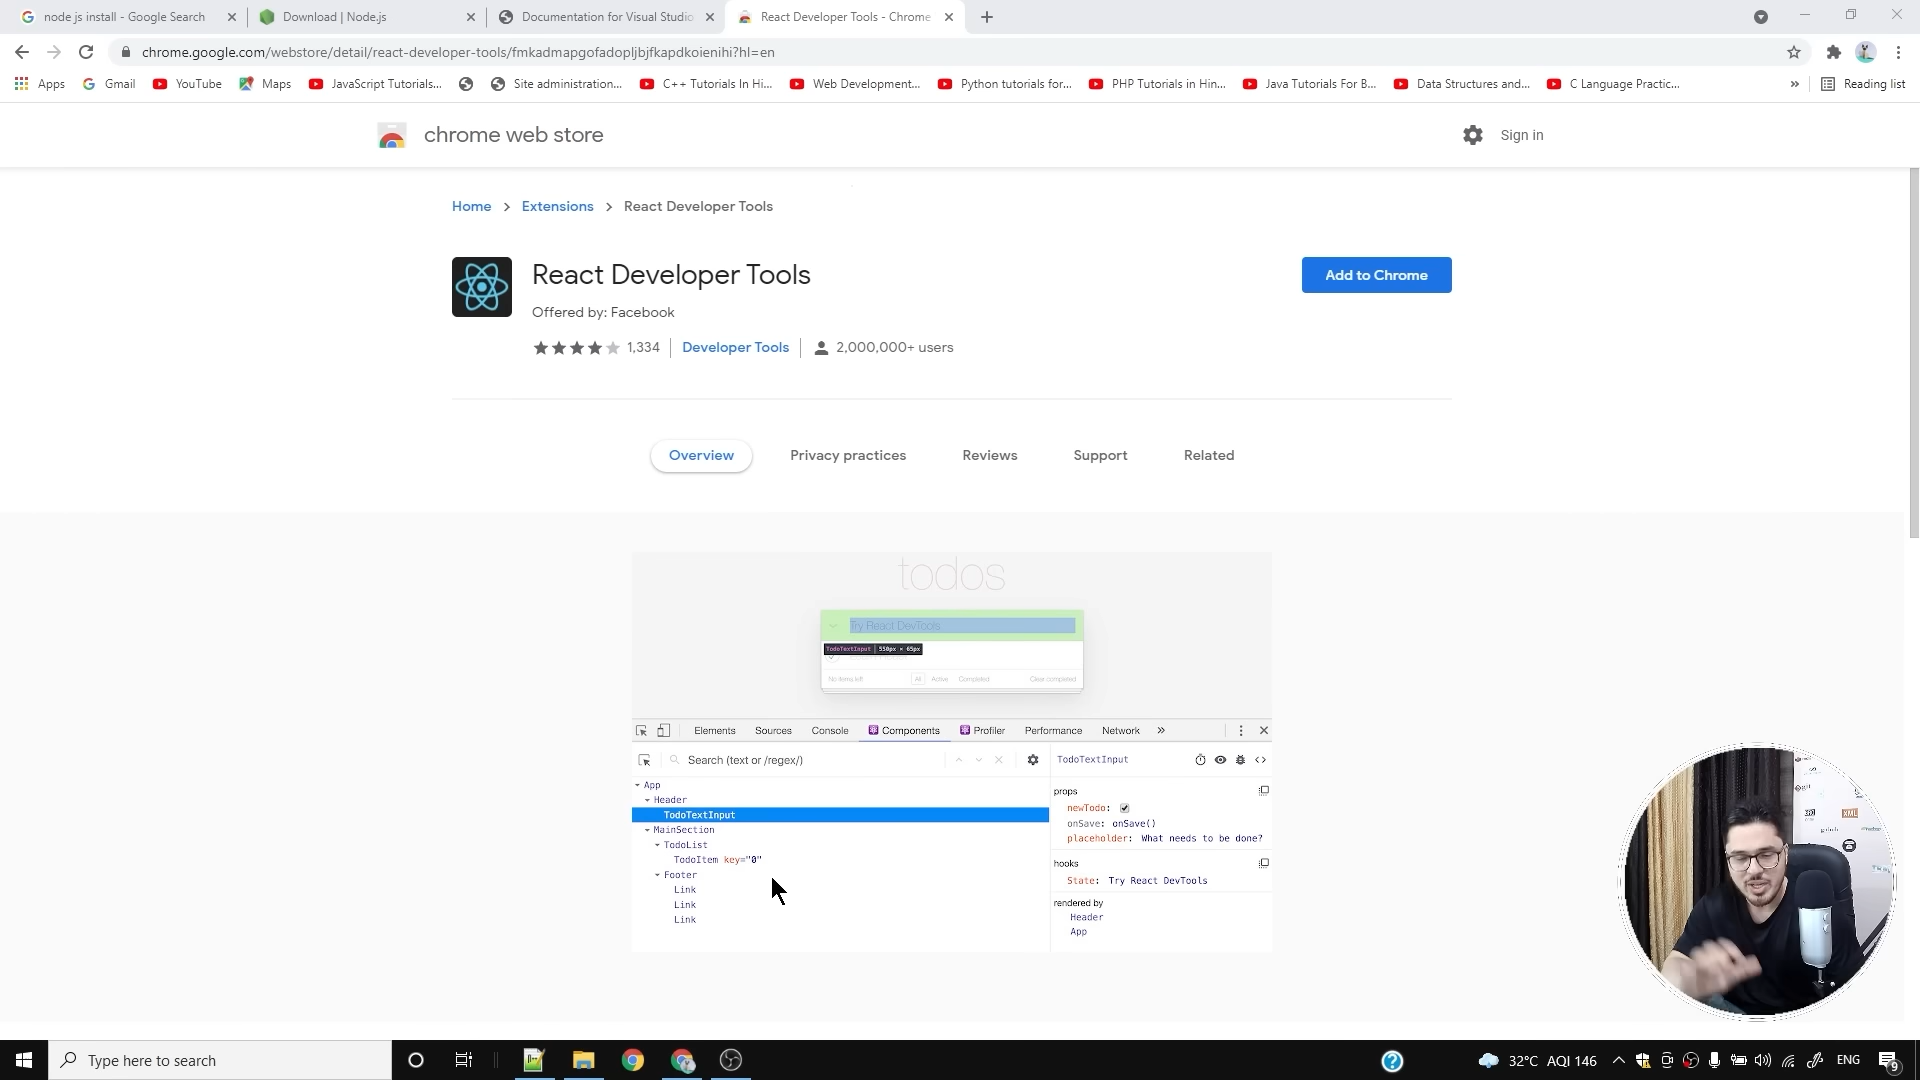 node js install - Google Search
Download | Node.js
Documentation for Visual Studio
React Developer Tools - Chrome
chrome.google.com/webstore/detail/react-developer-tools/fmkadmapgofadopljbjfkapdkoienihi?hl=en
Apps
Gmail
YouTube
Maps
JavaScript Tutorials...
Site administration...
C++ Tutorials In Hi...
Web Development...
Python tutorials for...
PHP Tutorials in Hin...
Java Tutorials For B...
Data Structures and...
C Language Practic...
»
Reading list
chrome web store
Sign in
Home > Extensions > React Developer Tools
React Developer Tools
Add to Chrome
Offered by: Facebook
1,334
Developer Tools
2,000,000+ users
Overview
Privacy practices
Reviews
Support
Related
todos
Try React DevTools
TodoTextInput | 550px × 65px
No items left
All
Active
Completed
Clear completed
Elements
Sources
Console
Components
Profiler
Performance
Network
»
Search (text or /regex/)
TodoTextInput
App
Header
TodoTextInput
MainSection
TodoList
TodoItem key="0"
Footer
Link
Link
Link
props
newTodo:
onSave: onSave()
placeholder: What needs to be done?
hooks
State: Try React DevTools
rendered by
Header
App
Type here to search
32°C AQI 146
ENG
9